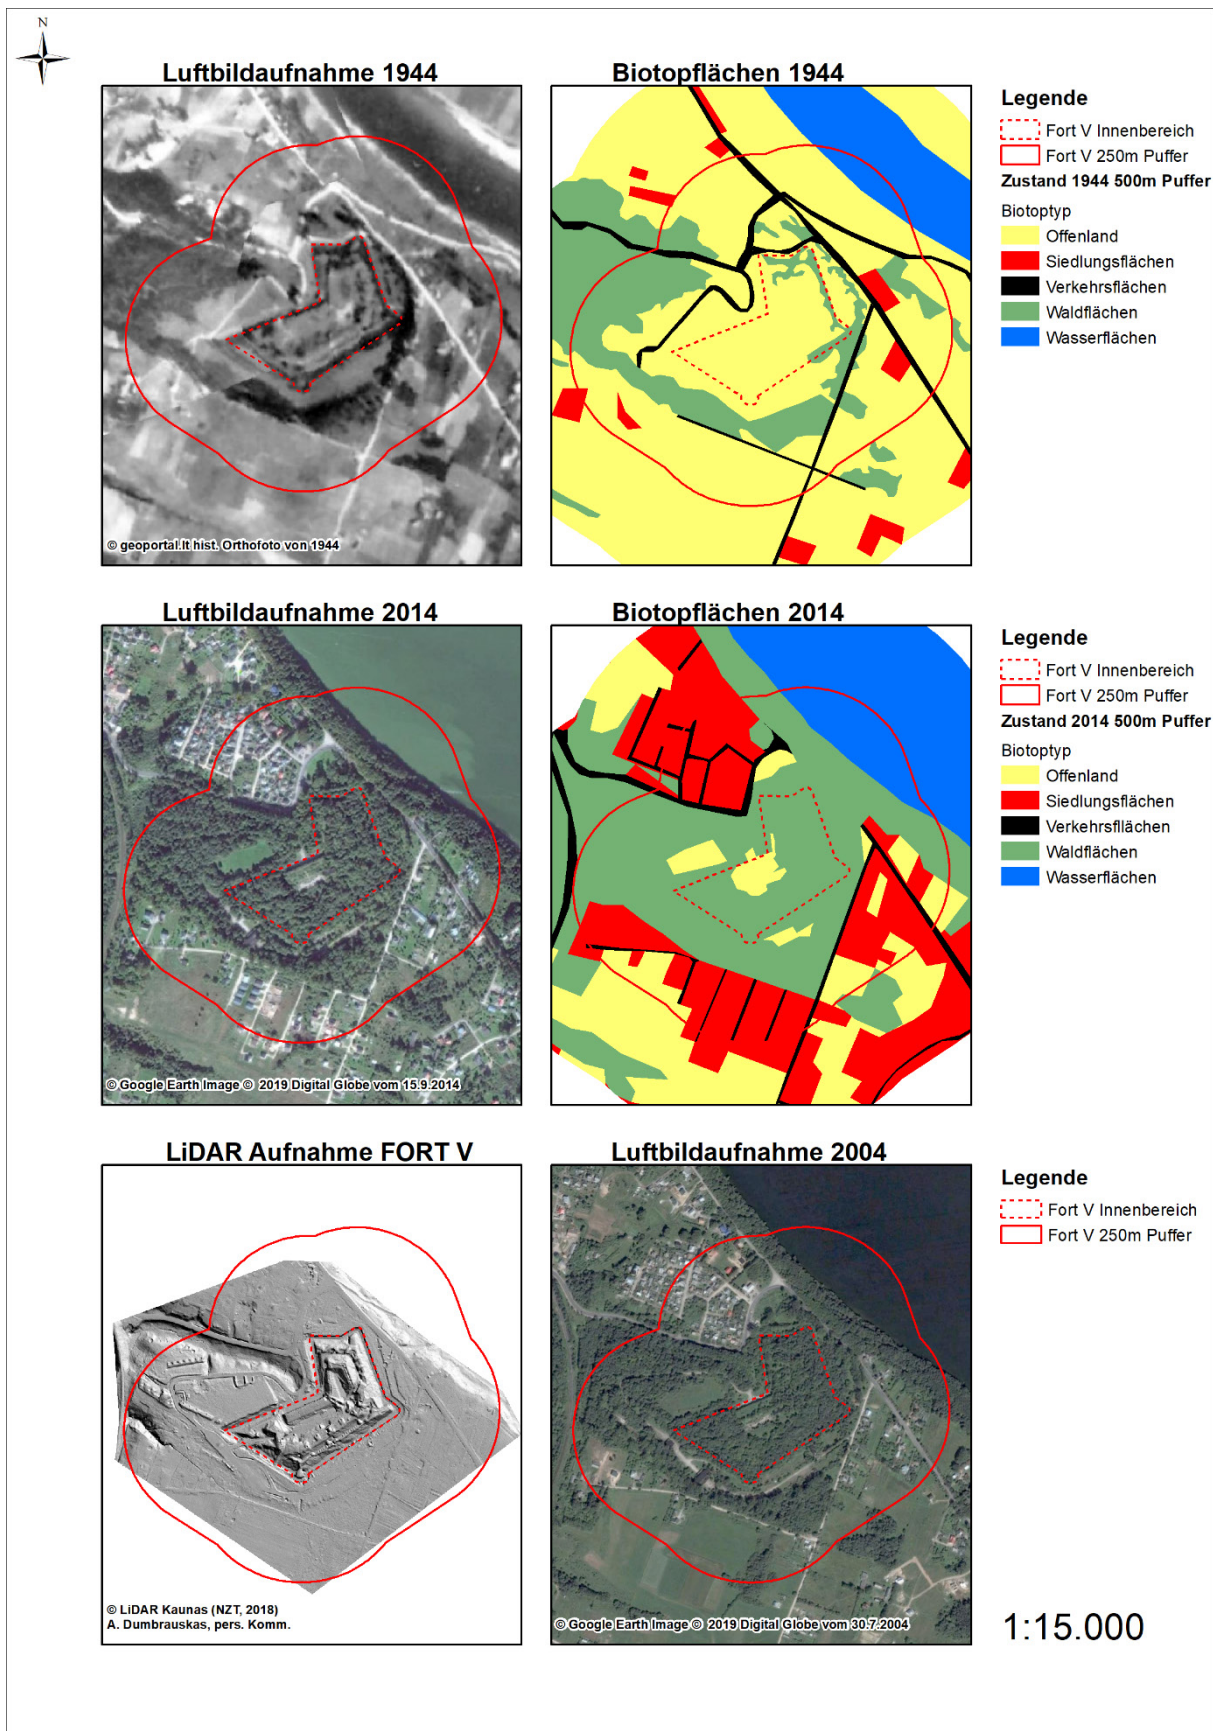 N
Luftbildaufnahme 1944
Biotopflächen 1944
© geoportal.lt hist. Orthofoto von 1944
Legende
Fort V Innenbereich
Fort V 250m Puffer
Zustand 1944 500m Puffer
Biotoptyp
Offenland
Siedlungsflächen
Verkehrsflächen
Waldflächen
Wasserflächen
Luftbildaufnahme 2014
Biotopflächen 2014
© Google Earth Image © 2019 Digital Globe vom 15.9.2014
Legende
Fort V Innenbereich
Fort V 250m Puffer
Zustand 2014 500m Puffer
Biotoptyp
Offenland
Siedlungsflächen
Verkehrsfllächen
Waldflächen
Wasserflächen
LiDAR Aufnahme FORT V
Luftbildaufnahme 2004
© LiDAR Kaunas (NZT, 2018)
A. Dumbrauskas, pers. Komm.
© Google Earth Image © 2019 Digital Globe vom 30.7.2004
Legende
Fort V Innenbereich
Fort V 250m Puffer
1:15.000